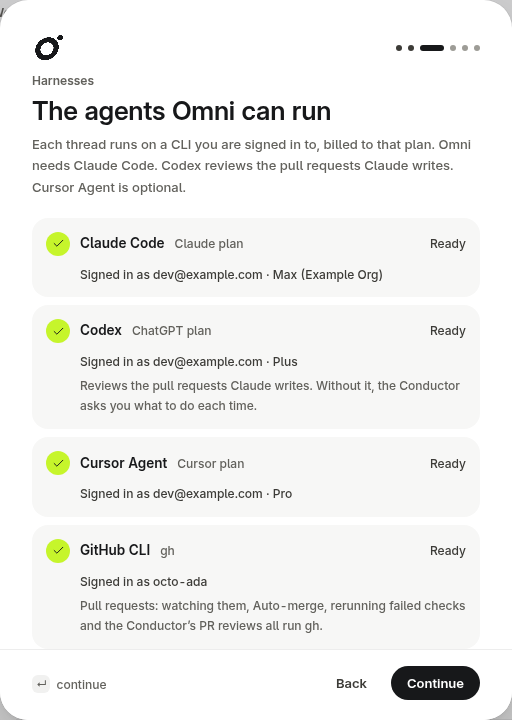 Harnesses
The agents Omni can run
Each thread runs on a CLI you are signed in to, billed to that plan. Omni
needs Claude Code. Codex reviews the pull requests Claude writes.
Cursor Agent is optional.
Claude Code Claude plan Ready
Signed in as dev@example.com · Max (Example Org)
Codex ChatGPT plan Ready
Signed in as dev@example.com · Plus
Reviews the pull requests Claude writes. Without it, the Conductor
asks you what to do each time.
Cursor Agent Cursor plan Ready
Signed in as dev@example.com · Pro
GitHub CLI gh Ready
Signed in as octo-ada
Pull requests: watching them, Auto-merge, rerunning failed checks
and the Conductor’s PR reviews all run gh.
↵ continue Back Continue